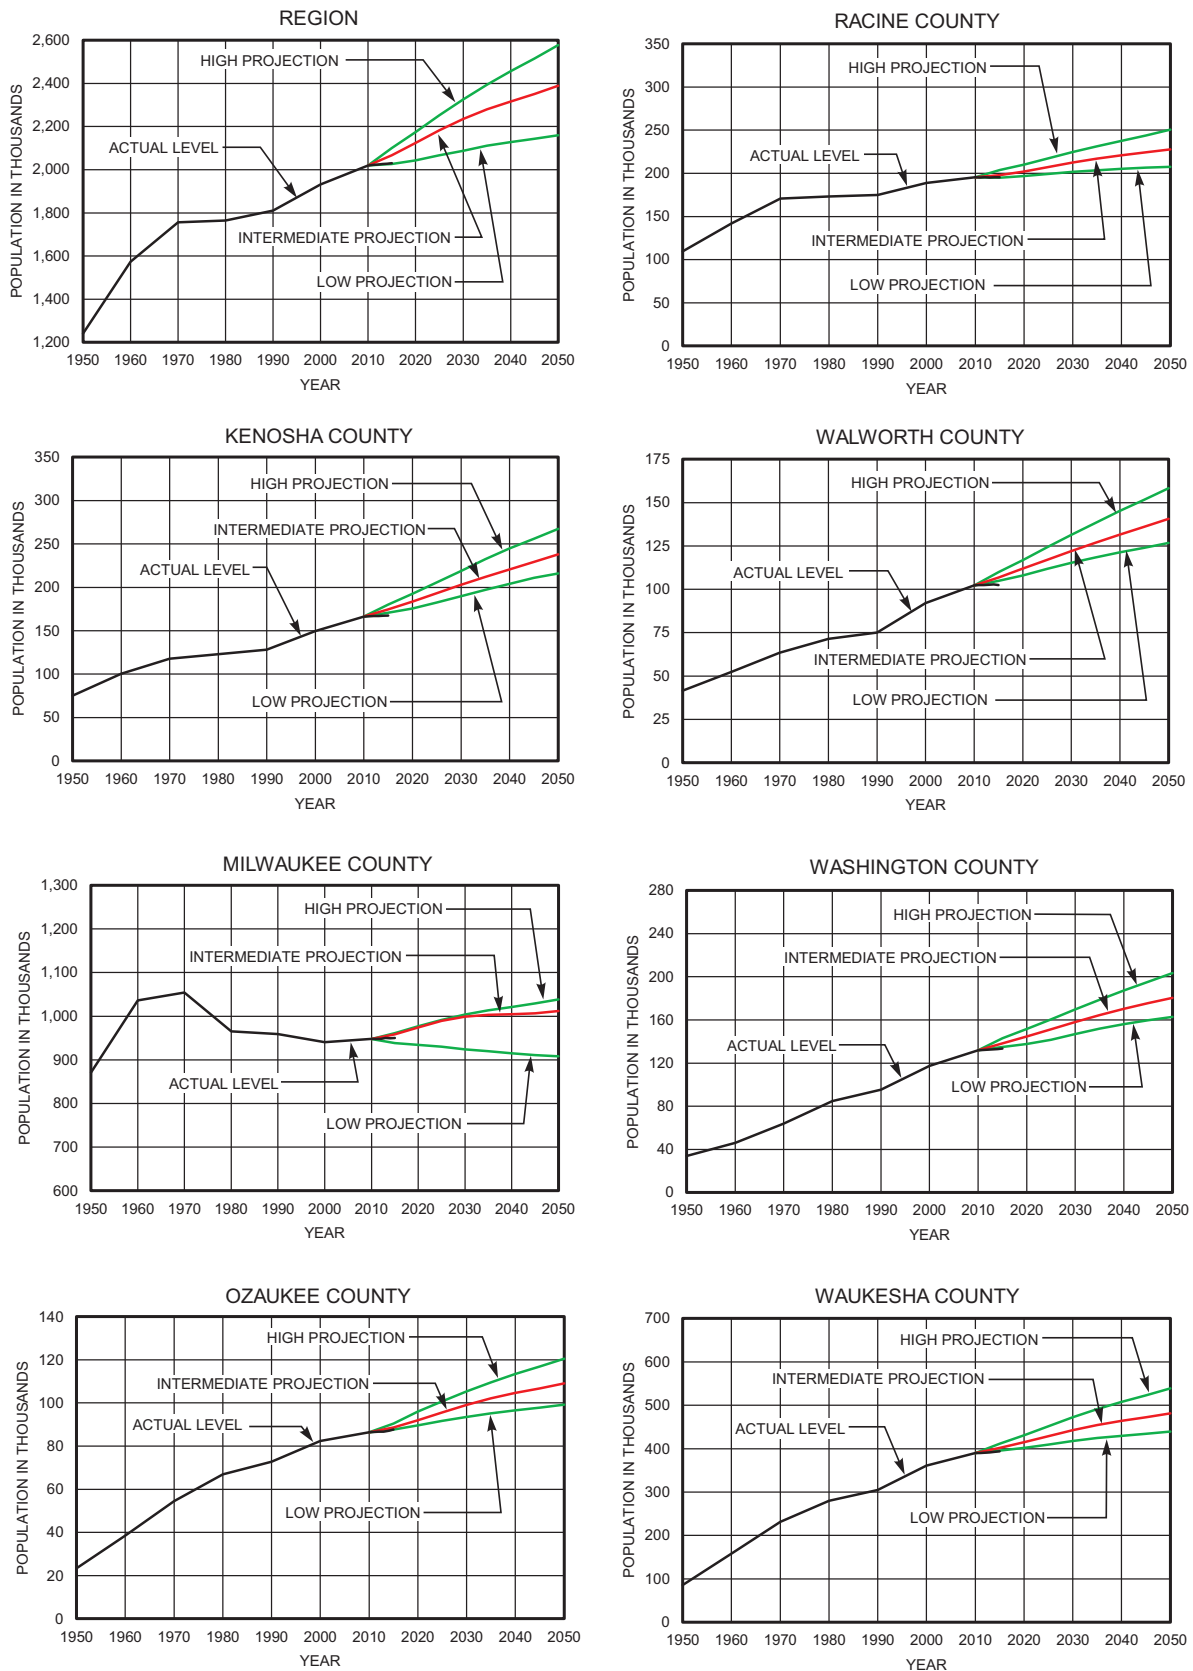 REGION
POPULATION IN THOUSANDS
2,600
2,400
2,200
2,000
1,800
1,600
1,400
1,200
HIGH PROJECTION
ACTUAL LEVEL
INTERMEDIATE PROJECTION
LOW PROJECTION
1950 1960 1970 1980 1990 2000 2010 2020 2030 2040 2050
YEAR
RACINE COUNTY
POPULATION IN THOUSANDS
350
300
250
200
150
100
50
0
HIGH PROJECTION
ACTUAL LEVEL
INTERMEDIATE PROJECTION
LOW PROJECTION
1950 1960 1970 1980 1990 2000 2010 2020 2030 2040 2050
YEAR
KENOSHA COUNTY
POPULATION IN THOUSANDS
350
300
250
200
150
100
50
0
HIGH PROJECTION
INTERMEDIATE PROJECTION
ACTUAL LEVEL
LOW PROJECTION
1950 1960 1970 1980 1990 2000 2010 2020 2030 2040 2050
YEAR
WALWORTH COUNTY
POPULATION IN THOUSANDS
175
150
125
100
75
50
25
0
HIGH PROJECTION
ACTUAL LEVEL
INTERMEDIATE PROJECTION
LOW PROJECTION
1950 1960 1970 1980 1990 2000 2010 2020 2030 2040 2050
YEAR
MILWAUKEE COUNTY
POPULATION IN THOUSANDS
1,300
1,200
1,100
1,000
900
800
700
600
HIGH PROJECTION
INTERMEDIATE PROJECTION
ACTUAL LEVEL
LOW PROJECTION
1950 1960 1970 1980 1990 2000 2010 2020 2030 2040 2050
YEAR
WASHINGTON COUNTY
POPULATION IN THOUSANDS
280
240
200
160
120
80
40
0
HIGH PROJECTION
INTERMEDIATE PROJECTION
ACTUAL LEVEL
LOW PROJECTION
1950 1960 1970 1980 1990 2000 2010 2020 2030 2040 2050
YEAR
OZAUKEE COUNTY
POPULATION IN THOUSANDS
140
120
100
80
60
40
20
0
HIGH PROJECTION
INTERMEDIATE PROJECTION
ACTUAL LEVEL
LOW PROJECTION
1950 1960 1970 1980 1990 2000 2010 2020 2030 2040 2050
YEAR
WAUKESHA COUNTY
POPULATION IN THOUSANDS
700
600
500
400
300
200
100
0
HIGH PROJECTION
INTERMEDIATE PROJECTION
ACTUAL LEVEL
LOW PROJECTION
1950 1960 1970 1980 1990 2000 2010 2020 2030 2040 2050
YEAR